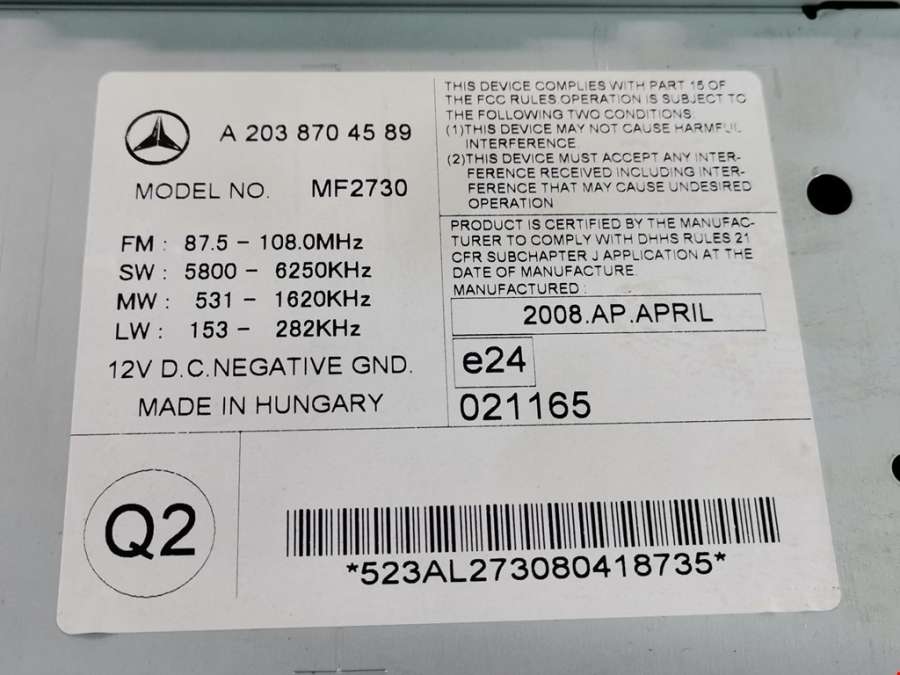 A 203 870 4589
MODEL NO. MF2730
FM : 87.5 - 108.0MHz
SW : 5800 - 6250KHz
MW : 531 - 1620KHz
LW : 153 - 282KHz
12V D.C.NEGATIVE GND.
MADE IN HUNGARY
THIS DEVICE COMPLIES WITH PART 15 OF
THE FCC RULES.OPERATION IS SUBJECT TO
THE FOLLOWING TWO CONDITIONS:
(1)THIS DEVICE MAY NOT CAUSE HARMFUL
INTERFERENCE.
(2)THIS DEVICE MUST ACCEPT ANY INTER-
FERENCE RECEIVED INCLUDING INTER-
FERENCE THAT MAY CAUSE UNDESIRED
OPERATION
PRODUCT IS CERTIFIED BY THE MANUFAC-
TURER TO COMPLY WITH DHHS RULES 21
CFR SUBCHAPTER J APPLICATION AT THE
DATE OF MANUFACTURE
MANUFACTURED :
2008.AP.APRIL
e24
021165
Q2
*523AL273080418735*